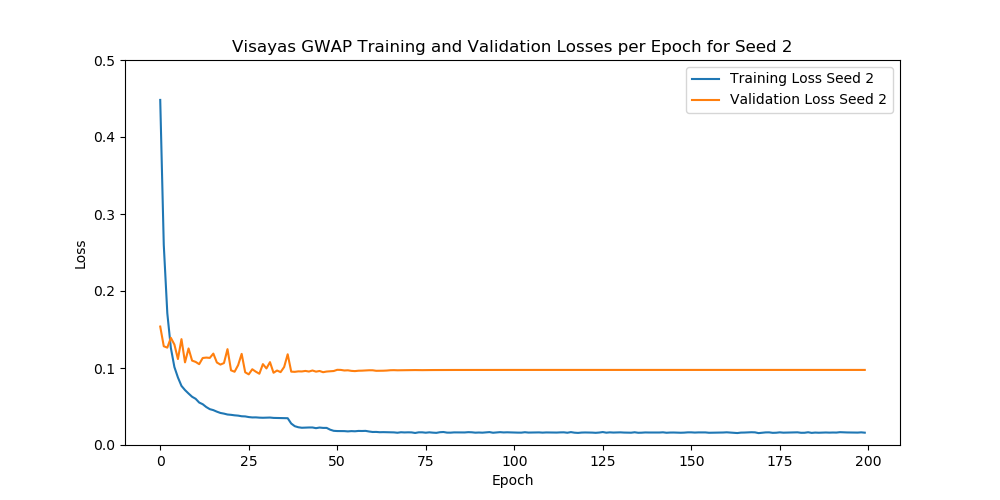 Visayas GWAP Training and Validation Losses per Epoch for Seed 2
0.5
0.4
0.3
0.2
0.1
0.0
Loss
Training Loss Seed 2
Validation Loss Seed 2
0 25 50 75 100 125 150 175 200
Epoch